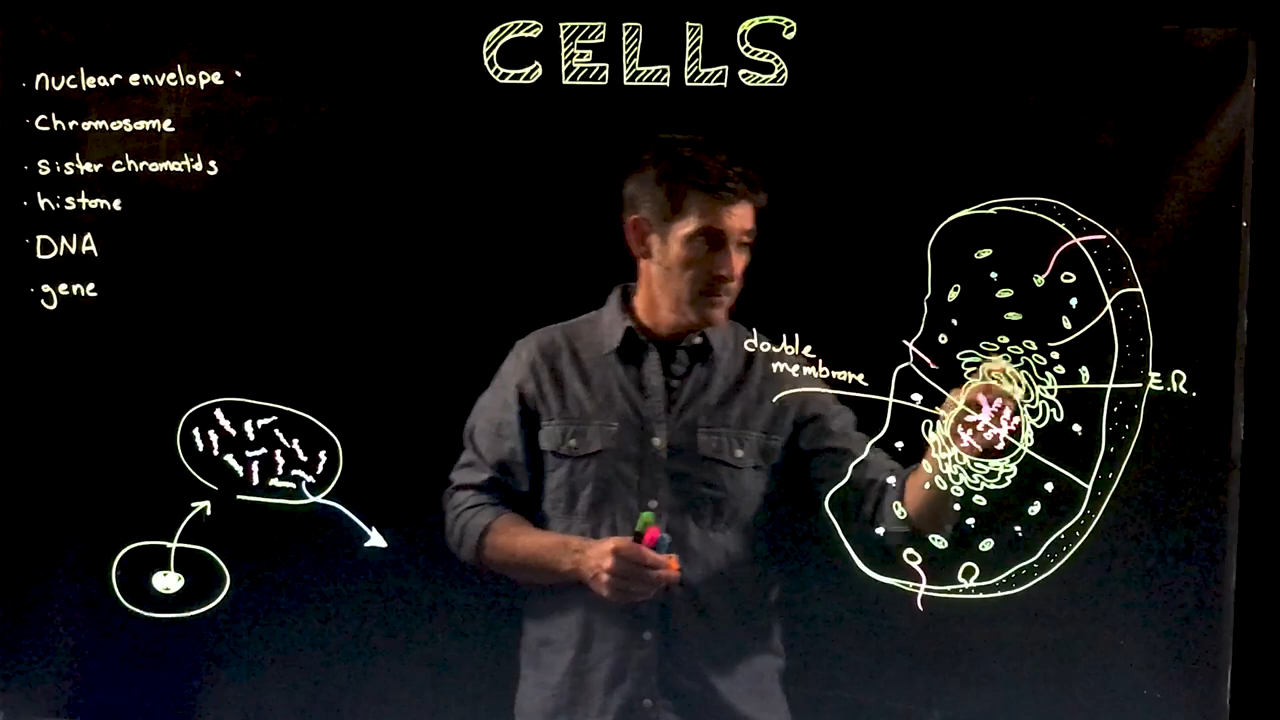 CELLS
· nuclear envelope ·
· Chromosome
· sister chromatids
· histone
· DNA
· gene
double
membrane
E.R.